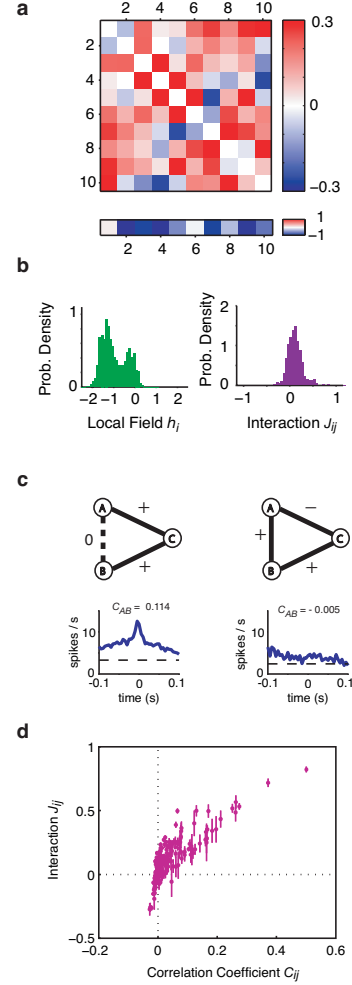 a
2 4 6 8 10
2
4
6
8
10
0.3
0
−0.3
2 4 6 8 10
1
−1
b
Prob. Density
1
0
−2 −1 0 1 2
Local Field hi
Prob. Density
2
1
0
−1 0 1
Interaction Jij
c
A + C
0
B +
A − C
+
B +
CAB = 0.114
spikes / s
10
0
-0.1 0 0.1
time (s)
CAB = - 0.005
spikes / s
10
0
-0.1 0 0.1
time (s)
d
Interaction Jij
1
0.5
0
−0.5
−0.2 0 0.2 0.4 0.6
Correlation Coefficient Cij